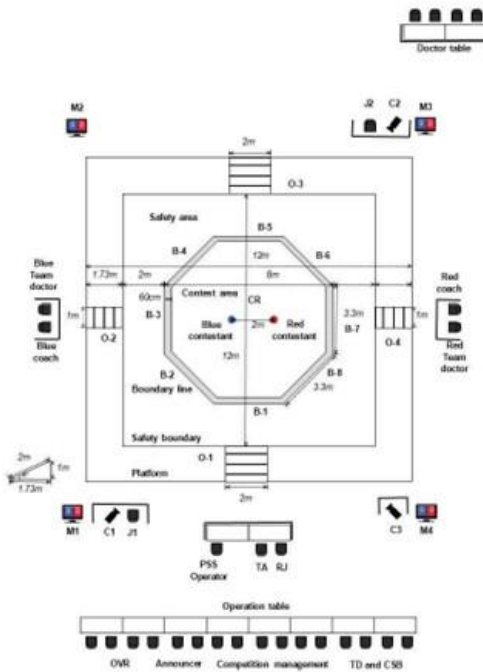 Doctor table
M2
J2
C2
M3
2m
O-3
Safety area
B-5
B-4
B-6
12m
Blue
Team
doctor
1.73m
2m
8m
Contest area
60cm
CR
B-3
3.3m
B-7
Red
coach
1m
Blue
contestant
2m
Red
contestant
1m
Blue
coach
O-2
O-4
Red
Team
doctor
12m
B-2
B-8
Boundary line
3.3m
B-1
Safety boundary
O-1
2m
1m
1.73m
Platform
2m
M1
C1
J1
C3
M4
PSS
Operator
TA
RJ
Operation table
OVR
Announcer
Competition management
TD and CSB